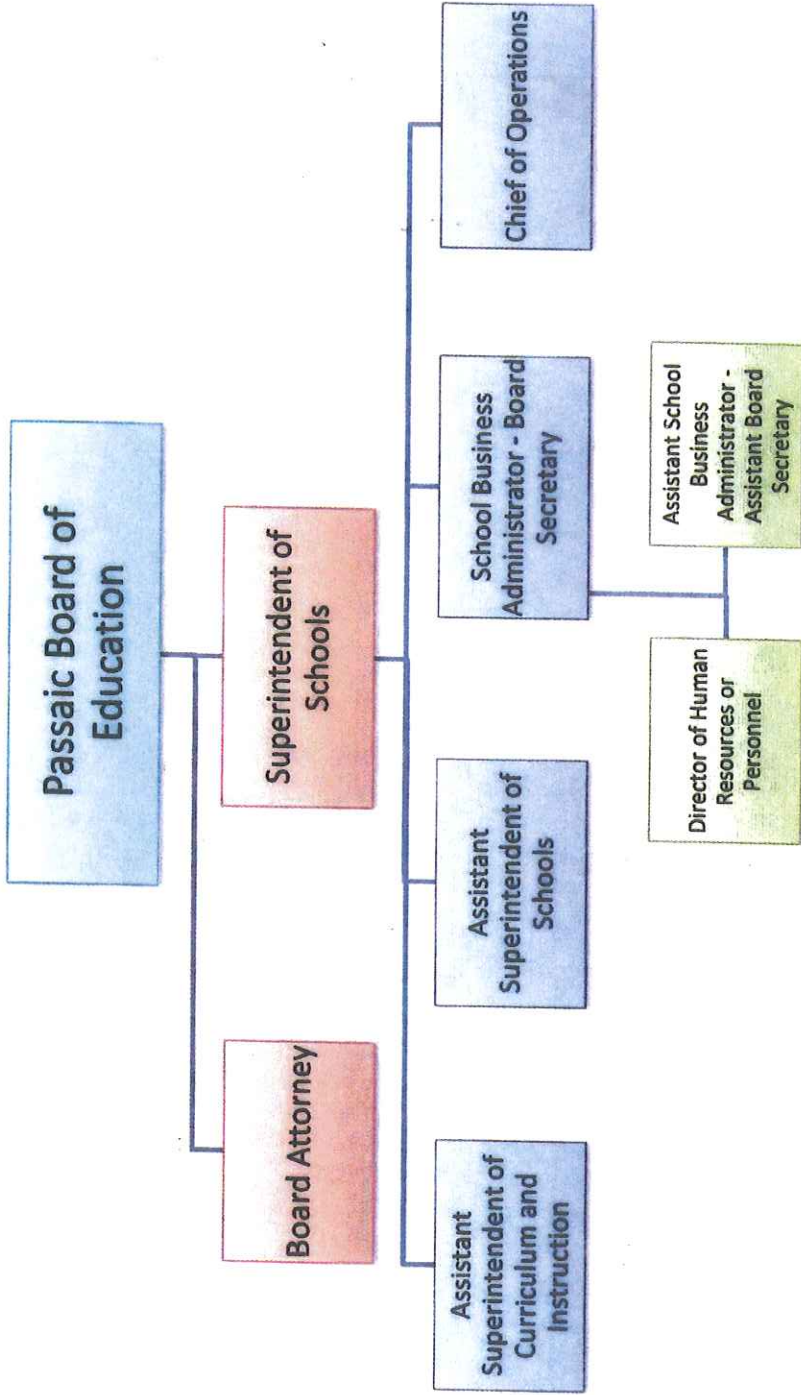 Passaic Board of
Education
Board Attorney
Superintendent of
Schools
Assistant
Superintendent of
Curriculum and
Instruction
Assistant
Superintendent of
Schools
School Business
Administrator - Board
Secretary
Chief of Operations
Director of Human
Resources or
Personnel
Assistant School
Business
Administrator -
Assistant Board
Secretary